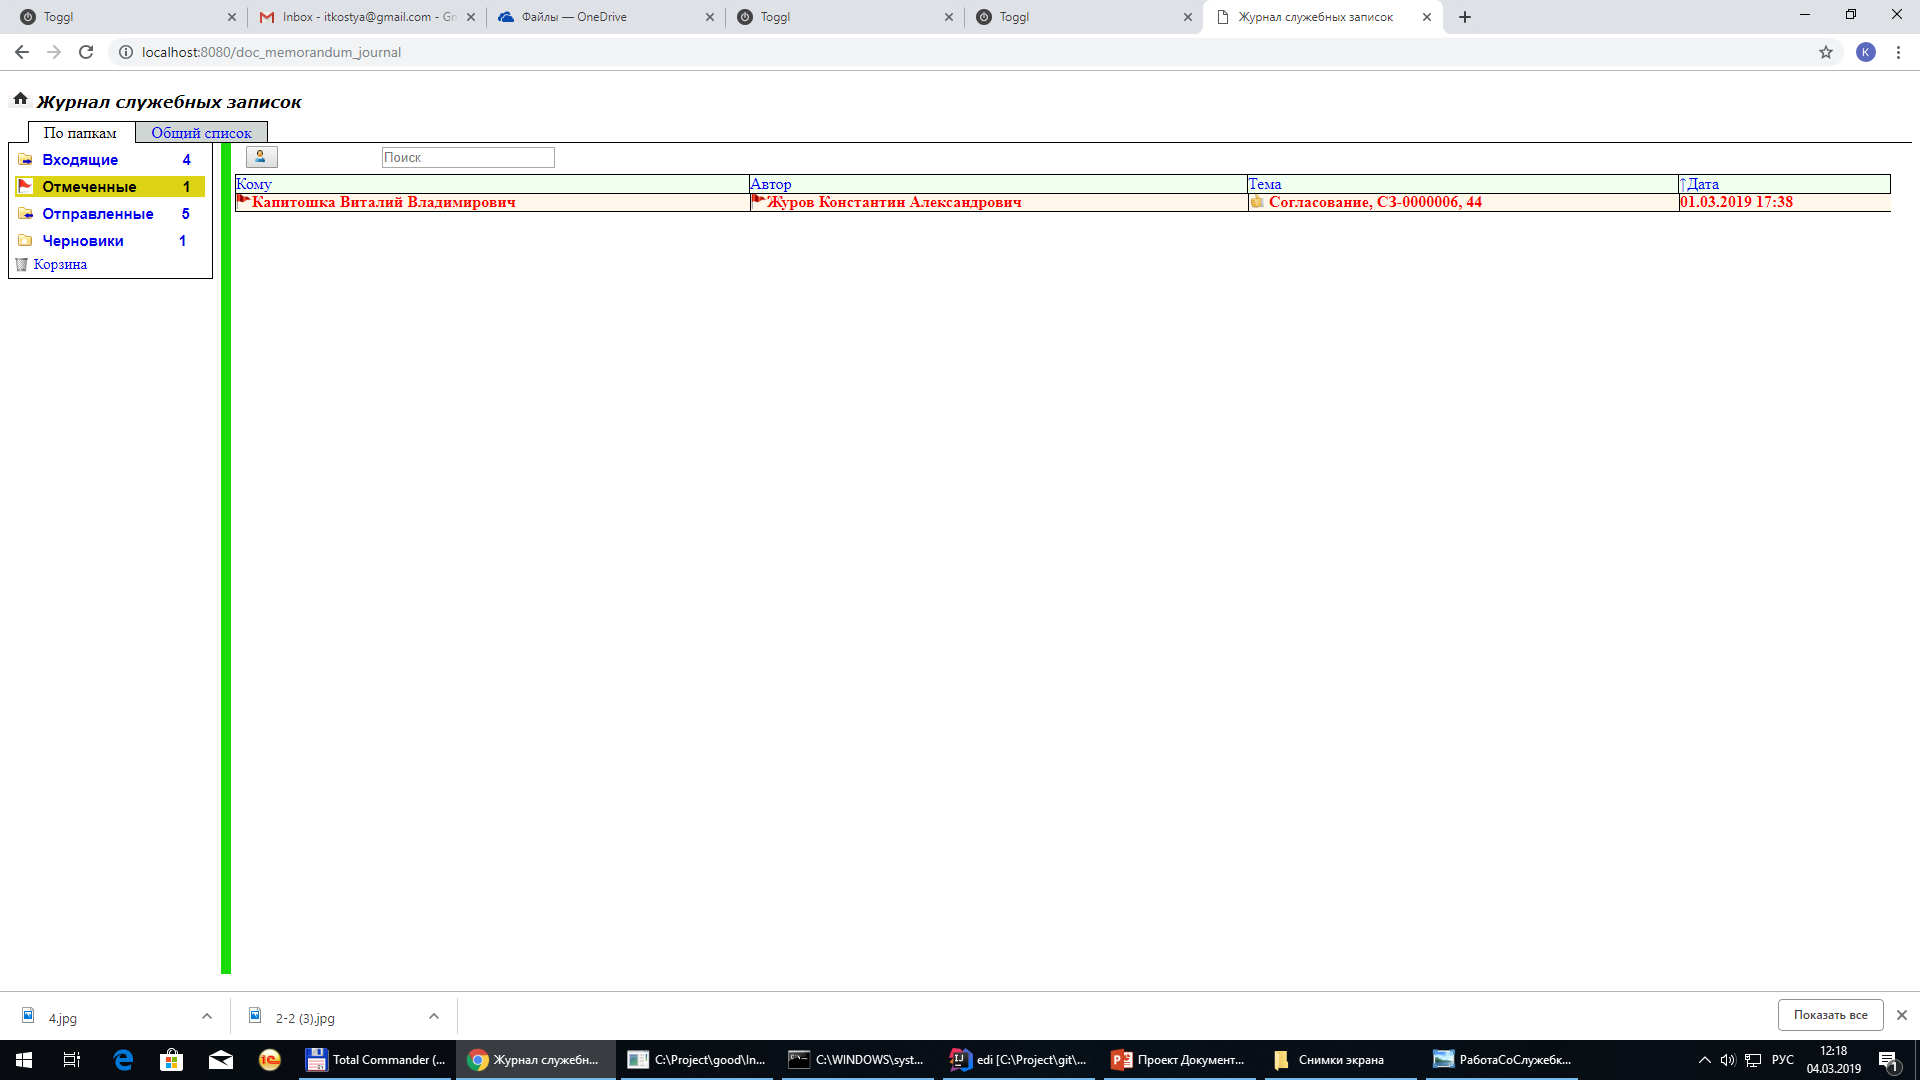 Toggl
Inbox - itkostya@gmail.com - Gm
Файлы — OneDrive
Toggl
Toggl
Журнал служебных записок
localhost:8080/doc_memorandum_journal
K
Журнал служебных записок
По папкам
Общий список
Входящие 4
Отмеченные 1
Отправленные 5
Черновики 1
Корзина
Поиск
Кому Автор Тема ↑Дата
Капитошка Виталий Владимирович Журов Константин Александрович Согласование, СЗ-0000006, 44 01.03.2019 17:38
4.jpg
2-2 (3).jpg
Показать все
Total Commander (...
Журнал служебн...
C:\Project\good\In...
C:\WINDOWS\syst...
edi [C:\Project\git\...
Проект Документ...
Снимки экрана
РаботаСоСлужебк...
РУС
12:18
04.03.2019
1